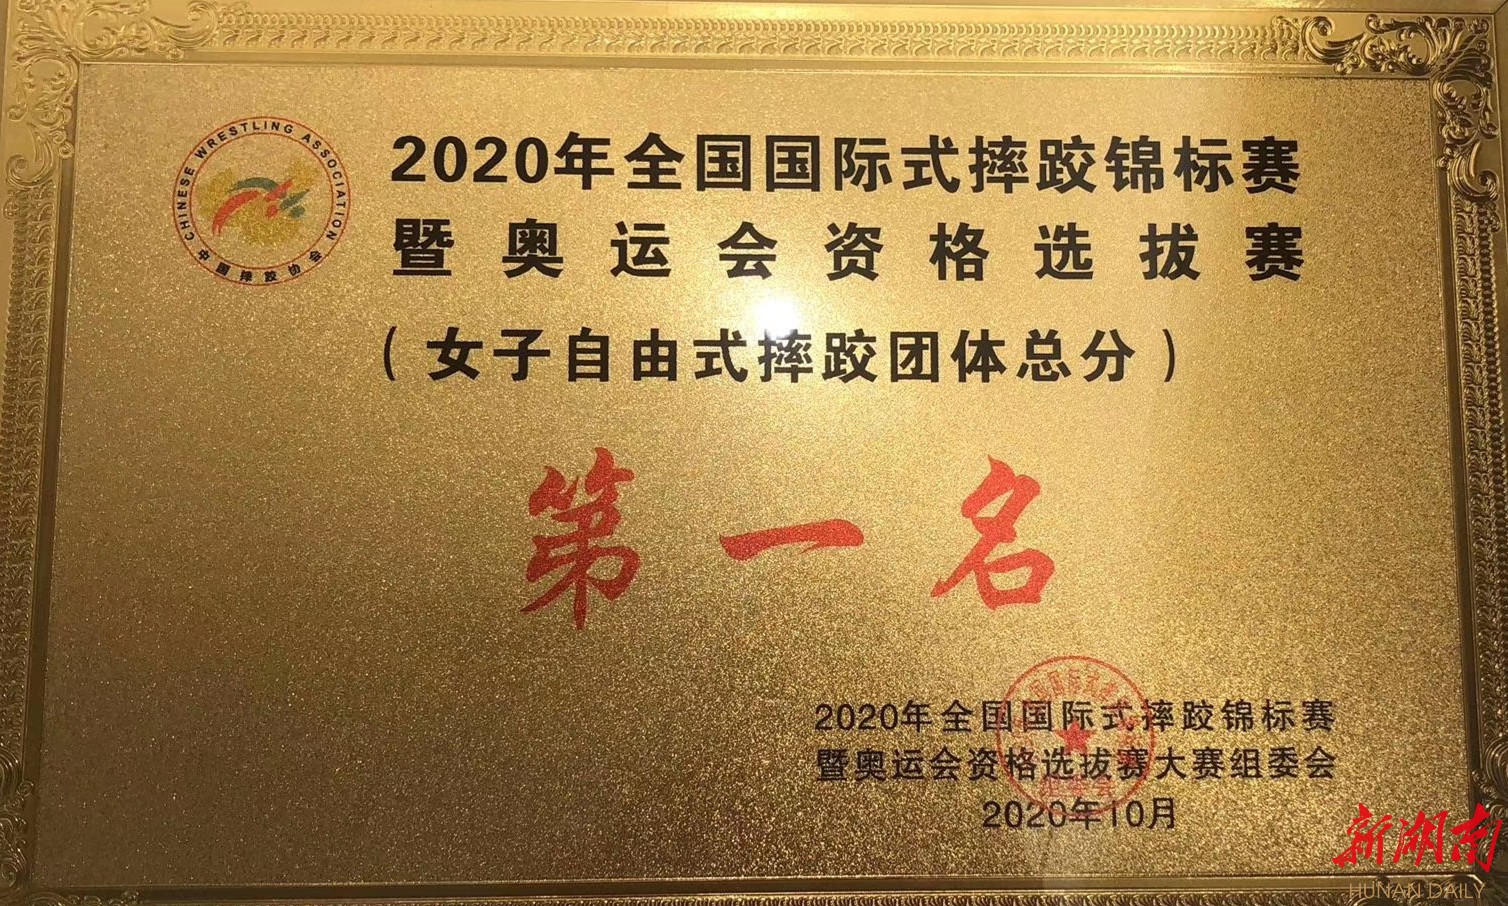 CHINESE WRESTLING ASSOCIATION
中国摔跤协会
2020年全国国际式摔跤锦标赛
暨奥运会资格选拔赛
（女子自由式摔跤团体总分）
第一名
2020年全国国际式摔跤锦标赛
暨奥运会资格选拔赛大赛组委会
2020年10月
新湖南
HUNAN DAILY